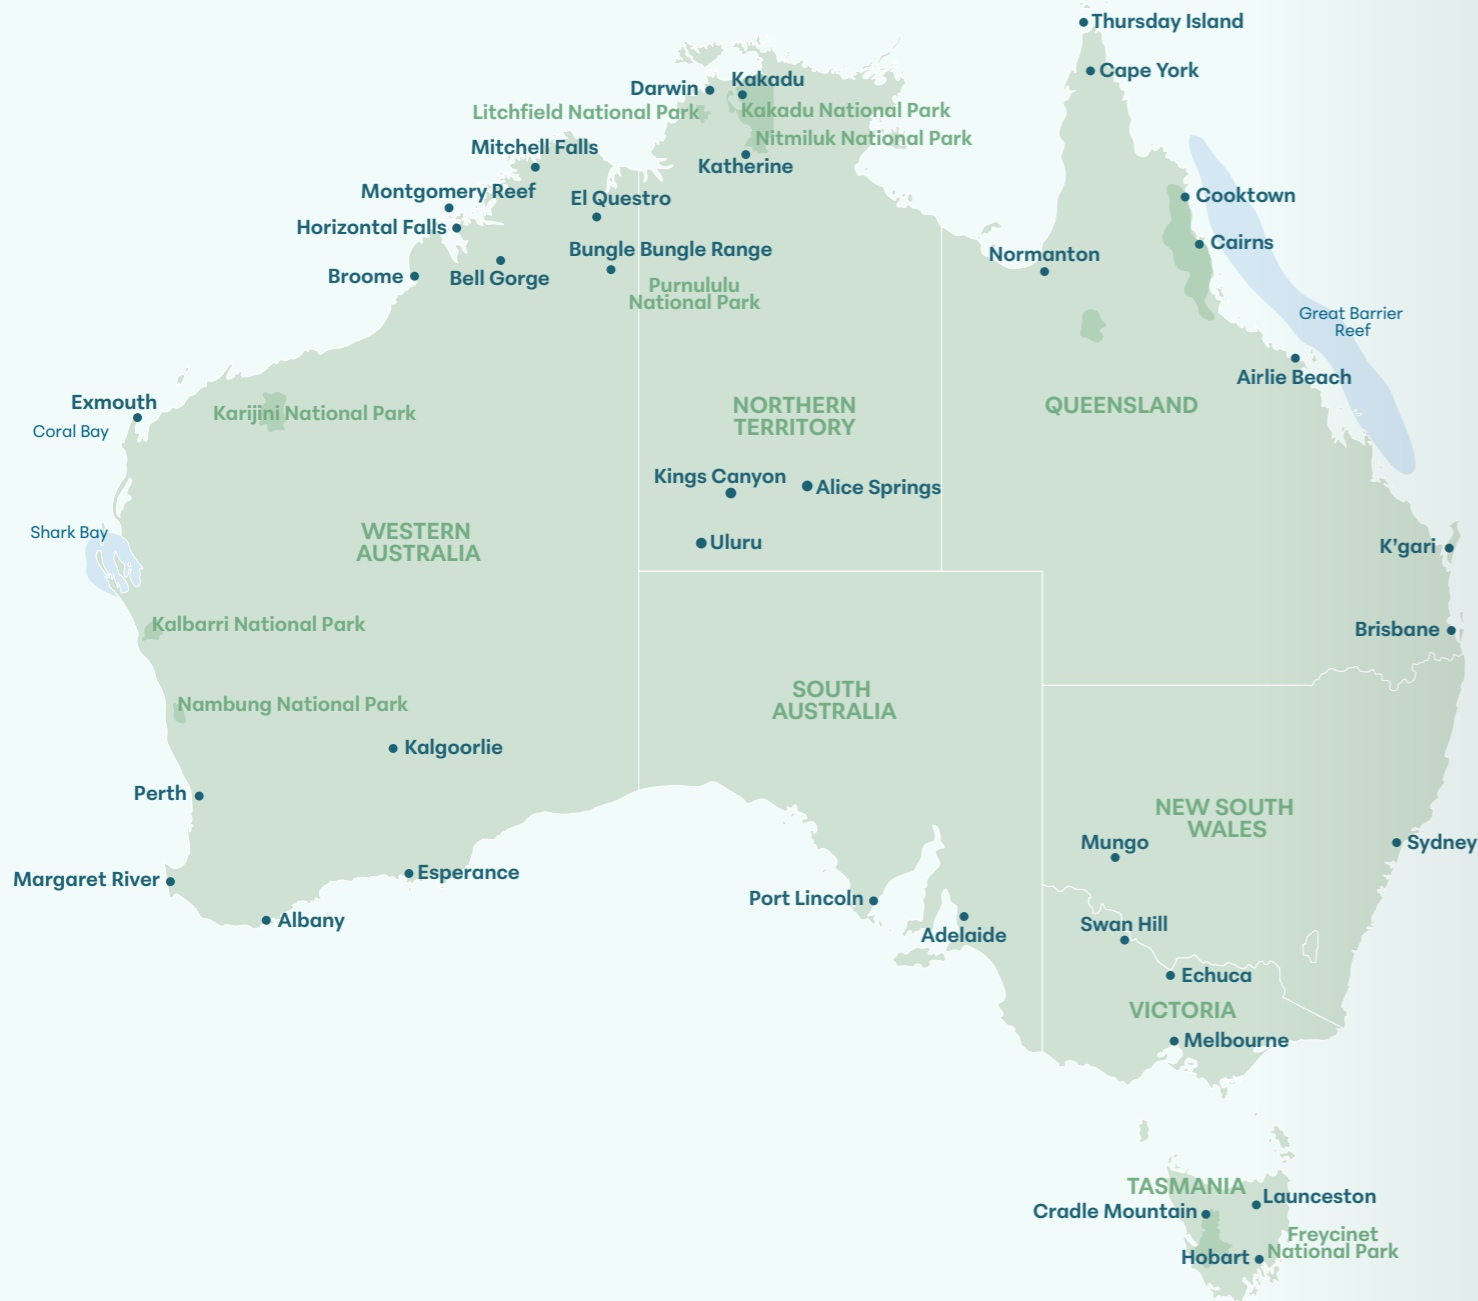 Thursday Island
Cape York
Darwin
Kakadu
Litchfield National Park
Kakadu National Park
Nitmiluk National Park
Mitchell Falls
Katherine
Montgomery Reef
El Questro
Cooktown
Horizontal Falls
Cairns
Bungle Bungle Range
Normanton
Broome
Bell Gorge
Purnululu
National Park
Great Barrier
Reef
Airlie Beach
Exmouth
Karijini National Park
NORTHERN
TERRITORY
QUEENSLAND
Coral Bay
Kings Canyon
Alice Springs
Shark Bay
WESTERN
AUSTRALIA
Uluru
K'gari
Kalbarri National Park
Brisbane
SOUTH
AUSTRALIA
Nambung National Park
Kalgoorlie
Perth
NEW SOUTH
WALES
Mungo
Sydney
Esperance
Margaret River
Port Lincoln
Albany
Swan Hill
Adelaide
Echuca
VICTORIA
Melbourne
TASMANIA
Launceston
Cradle Mountain
Freycinet
National Park
Hobart